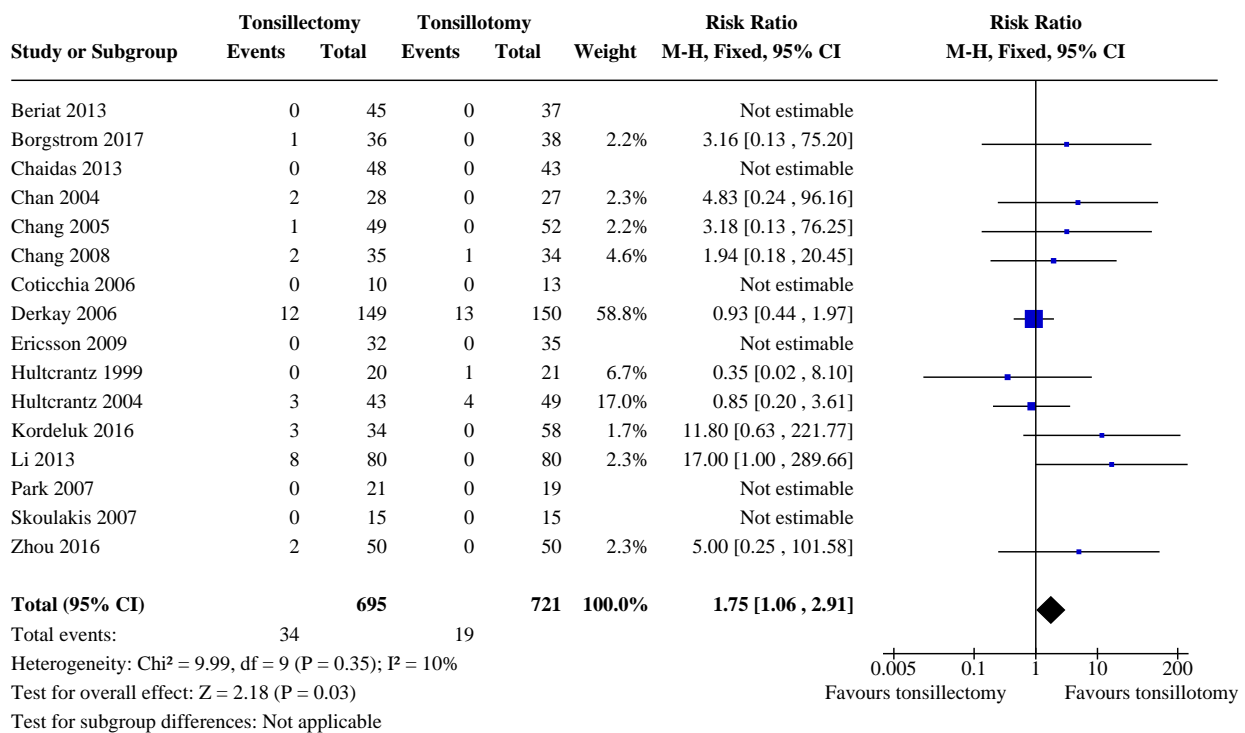 Tonsillectomy Tonsillotomy Risk Ratio Risk Ratio
Study or Subgroup Events Total Events Total Weight M-H, Fixed, 95% CI M-H, Fixed, 95% CI
Beriat 2013 0 45 0 37 Not estimable
Borgstrom 2017 1 36 0 38 2.2% 3.16 [0.13 , 75.20]
Chaidas 2013 0 48 0 43 Not estimable
Chan 2004 2 28 0 27 2.3% 4.83 [0.24 , 96.16]
Chang 2005 1 49 0 52 2.2% 3.18 [0.13 , 76.25]
Chang 2008 2 35 1 34 4.6% 1.94 [0.18 , 20.45]
Coticchia 2006 0 10 0 13 Not estimable
Derkay 2006 12 149 13 150 58.8% 0.93 [0.44 , 1.97]
Ericsson 2009 0 32 0 35 Not estimable
Hultcrantz 1999 0 20 1 21 6.7% 0.35 [0.02 , 8.10]
Hultcrantz 2004 3 43 4 49 17.0% 0.85 [0.20 , 3.61]
Kordeluk 2016 3 34 0 58 1.7% 11.80 [0.63 , 221.77]
Li 2013 8 80 0 80 2.3% 17.00 [1.00 , 289.66]
Park 2007 0 21 0 19 Not estimable
Skoulakis 2007 0 15 0 15 Not estimable
Zhou 2016 2 50 0 50 2.3% 5.00 [0.25 , 101.58]
Total (95% CI) 695 721 100.0% 1.75 [1.06 , 2.91]
Total events: 34 19
Heterogeneity: Chi² = 9.99, df = 9 (P = 0.35); I² = 10%
0.005 0.1 1 10 200
Test for overall effect: Z = 2.18 (P = 0.03)
Favours tonsillectomy Favours tonsillotomy
Test for subgroup differences: Not applicable